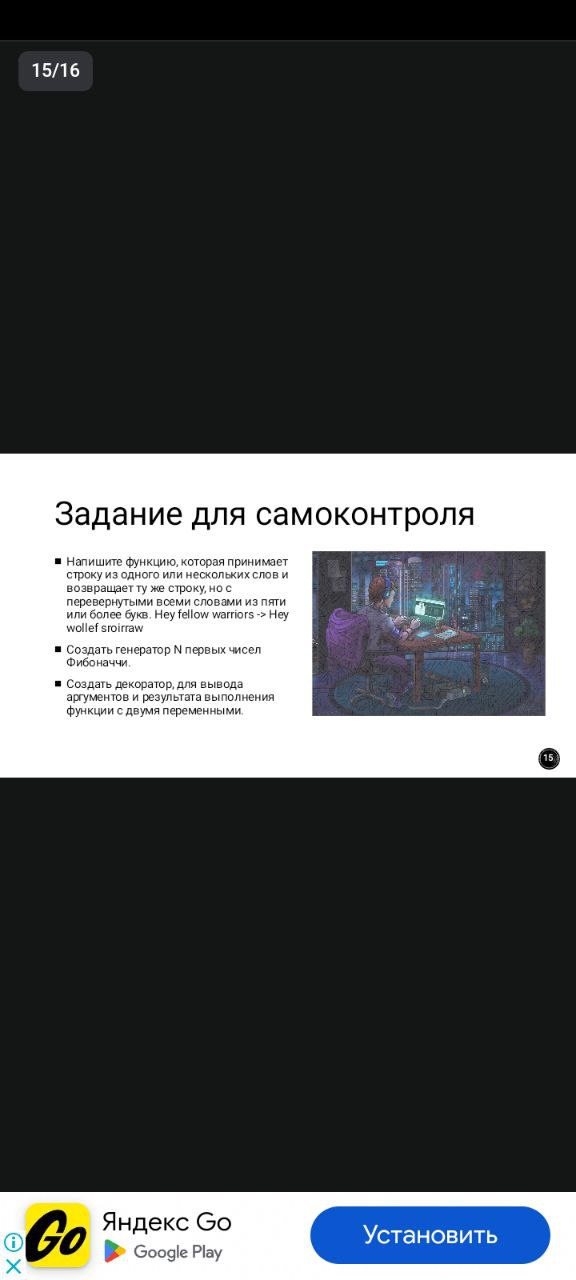 15/16
Задание для самоконтроля
Напишите функцию, которая принимает
строку из одного или нескольких слов и
возвращает ту же строку, но с
перевернутыми всеми словами из пяти
или более букв. Hey fellow warriors -> Hey
wollef sroirraw
Создать генератор N первых чисел
Фибоначчи.
Создать декоратор, для вывода
аргументов и результата выполнения
функции с двумя переменными.
15
Go
Яндекс Go
Google Play
Установить